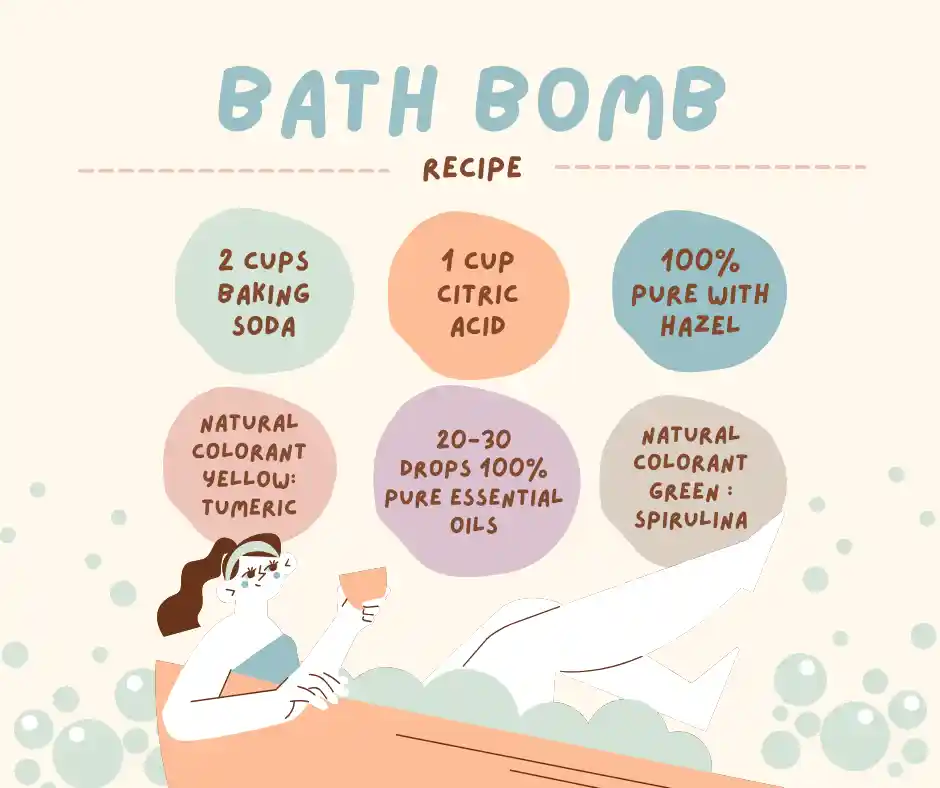 BATH BOMB
RECIPE
2 CUPS
BAKING
SODA
1 CUP
CITRIC
ACID
100%
PURE WITH
HAZEL
NATURAL
COLORANT
YELLOW:
TUMERIC
20-30
DROPS 100%
PURE ESSENTIAL
OILS
NATURAL
COLORANT
GREEN :
SPIRULINA